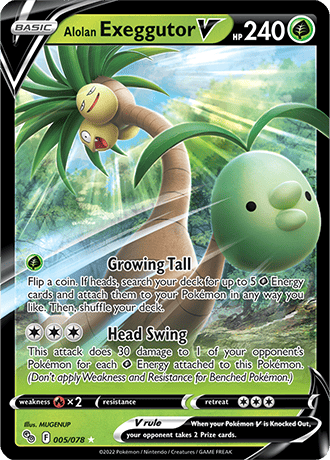 BASIC
Alolan Exeggutor V HP 240
Growing Tall
Flip a coin. If heads, search your deck for up to 5 Energy
cards and attach them to your Pokémon in any way you
like. Then, shuffle your deck.
Head Swing
This attack does 30 damage to 1 of your opponent's
Pokémon for each Energy attached to this Pokémon.
(Don't apply Weakness and Resistance for Benched Pokémon.)
weakness ×2 resistance retreat
Illus. MUGENUP
V rule When your Pokémon V is Knocked Out,
your opponent takes 2 Prize cards.
F 005/078
©2022 Pokémon / Nintendo / Creatures / GAME FREAK